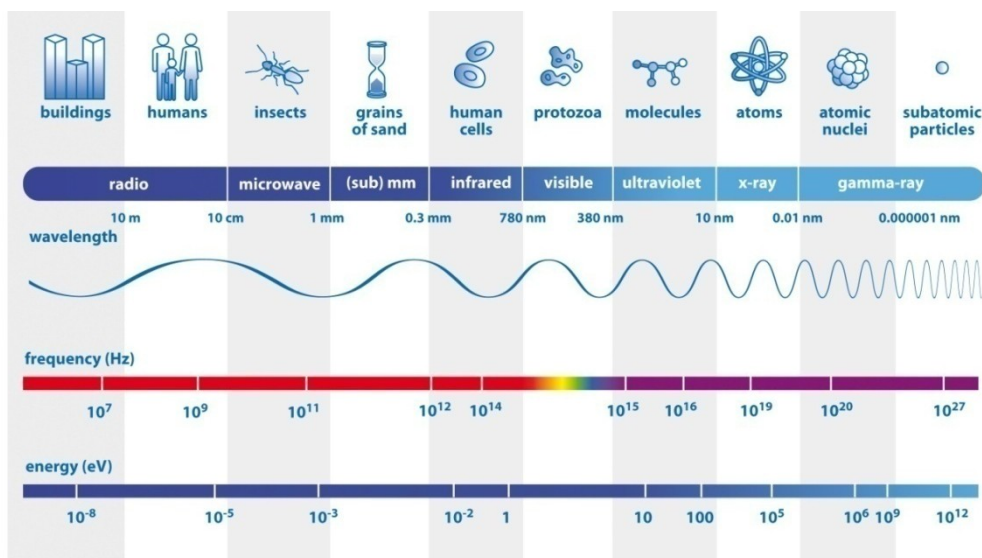 buildings
humans
insects
grains
of sand
human
cells
protozoa
molecules
atoms
atomic
nuclei
subatomic
particles
radio
microwave
(sub) mm
infrared
visible
ultraviolet
x-ray
gamma-ray
10 m
10 cm
1 mm
0.3 mm
780 nm
380 nm
10 nm
0.01 nm
0.000001 nm
wavelength
frequency (Hz)
10⁷
10⁹
10¹¹
10¹²
10¹⁴
10¹⁵
10¹⁶
10¹⁹
10²⁰
10²⁷
energy (eV)
10⁻⁸
10⁻⁵
10⁻³
10⁻²
1
10
100
10⁵
10⁶
10⁹
10¹²